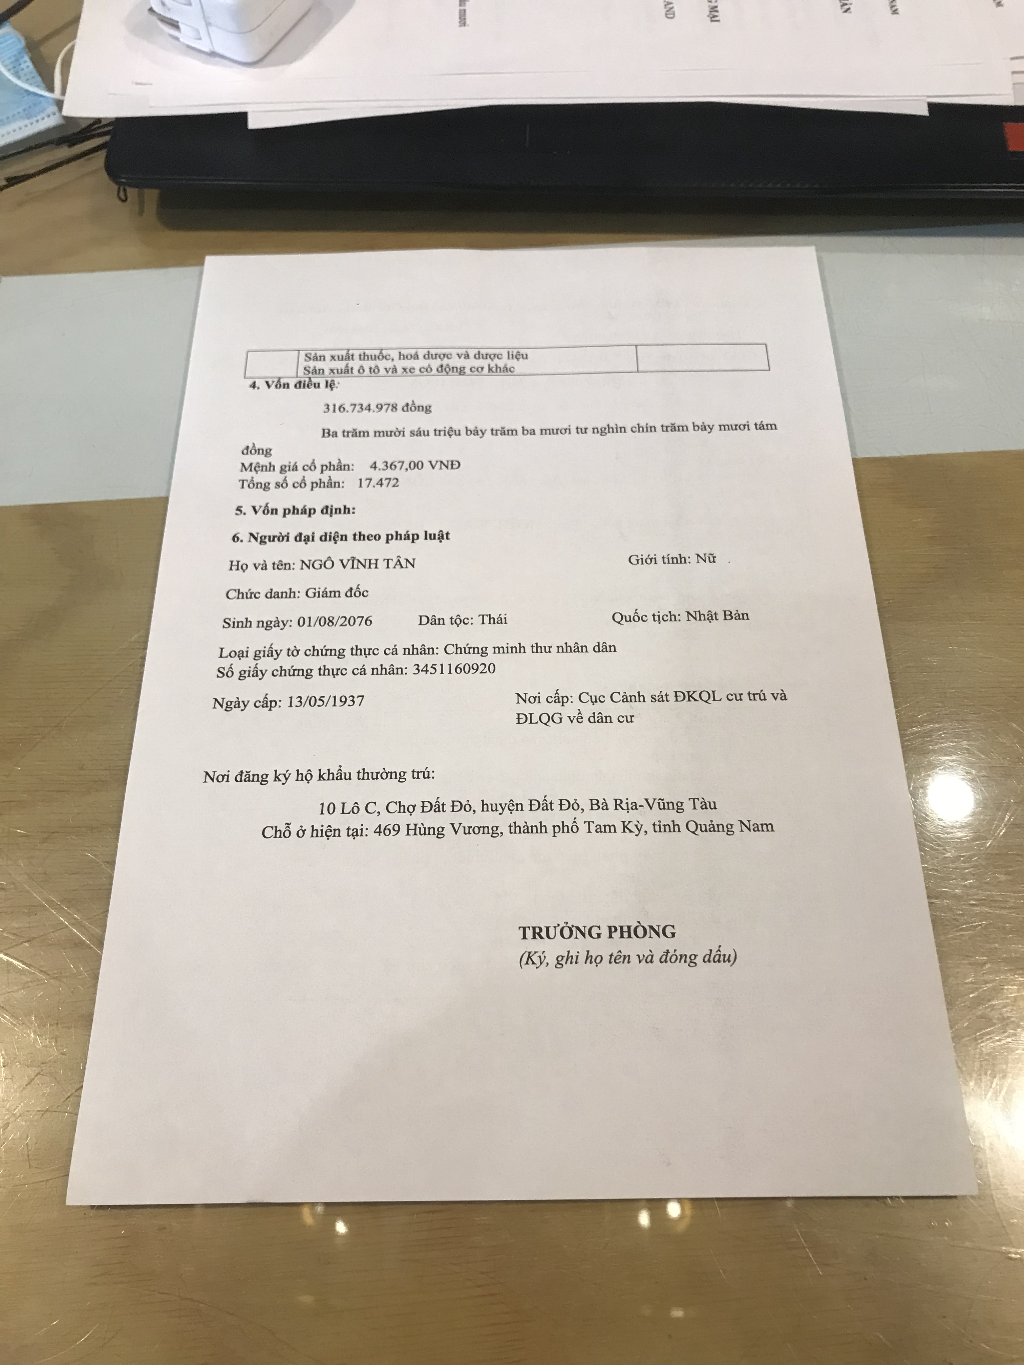 Sản xuất thuốc, hoá dược và dược liệu
Sản xuất ô tô và xe có động cơ khác
4. Vốn điều lệ:
316.734.978 đồng
Ba trăm mười sáu triệu bảy trăm ba mươi tư nghìn chín trăm bảy mươi tám
đồng
Mệnh giá cổ phần: 4.367,00 VNĐ
Tổng số cổ phần: 17.472
5. Vốn pháp định:
6. Người đại diện theo pháp luật
Họ và tên: NGÔ VĨNH TÂN Giới tính: Nữ
Chức danh: Giám đốc
Sinh ngày: 01/08/2076 Dân tộc: Thái Quốc tịch: Nhật Bản
Loại giấy tờ chứng thực cá nhân: Chứng minh thư nhân dân
Số giấy chứng thực cá nhân: 3451160920
Ngày cấp: 13/05/1937 Nơi cấp: Cục Cảnh sát ĐKQL cư trú và
ĐLQG về dân cư
Nơi đăng ký hộ khẩu thường trú:
10 Lô C, Chợ Đất Đỏ, huyện Đất Đỏ, Bà Rịa-Vũng Tàu
Chỗ ở hiện tại: 469 Hùng Vương, thành phố Tam Kỳ, tỉnh Quảng Nam
TRƯỞNG PHÒNG
(Ký, ghi họ tên và đóng dấu)